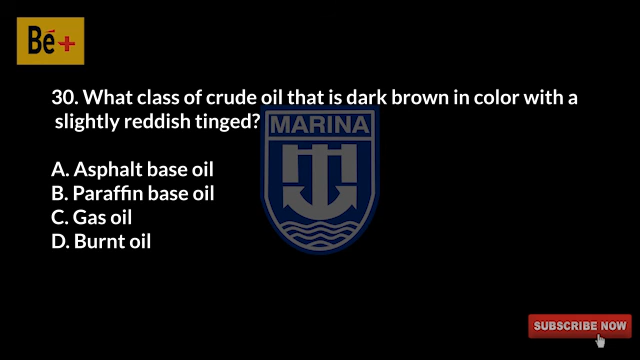 Bé+
30. What class of crude oil that is dark brown in color with a
slightly reddish tinged?
MARINA
A. Asphalt base oil
B. Paraffin base oil
C. Gas oil
D. Burnt oil
SUBSCRIBE NOW